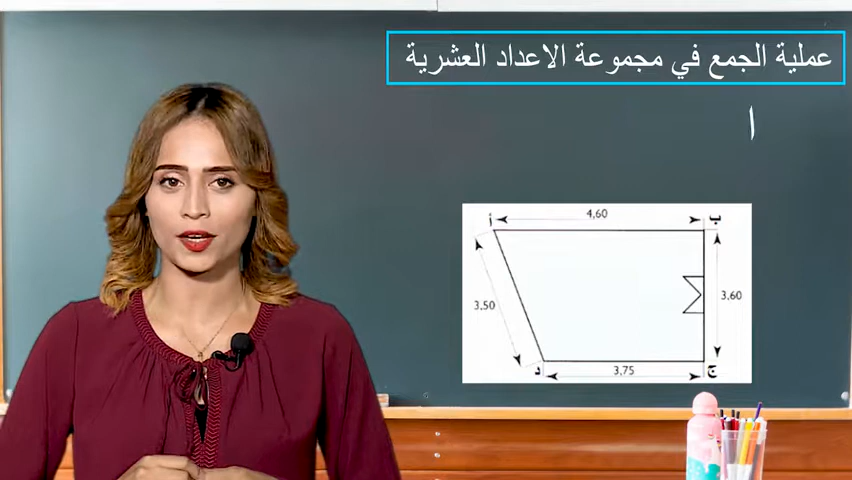 عملية الجمع في مجموعة الاعداد العشرية
ا
أ 4,60 ب
3,50
3,60
د 3,75 ج